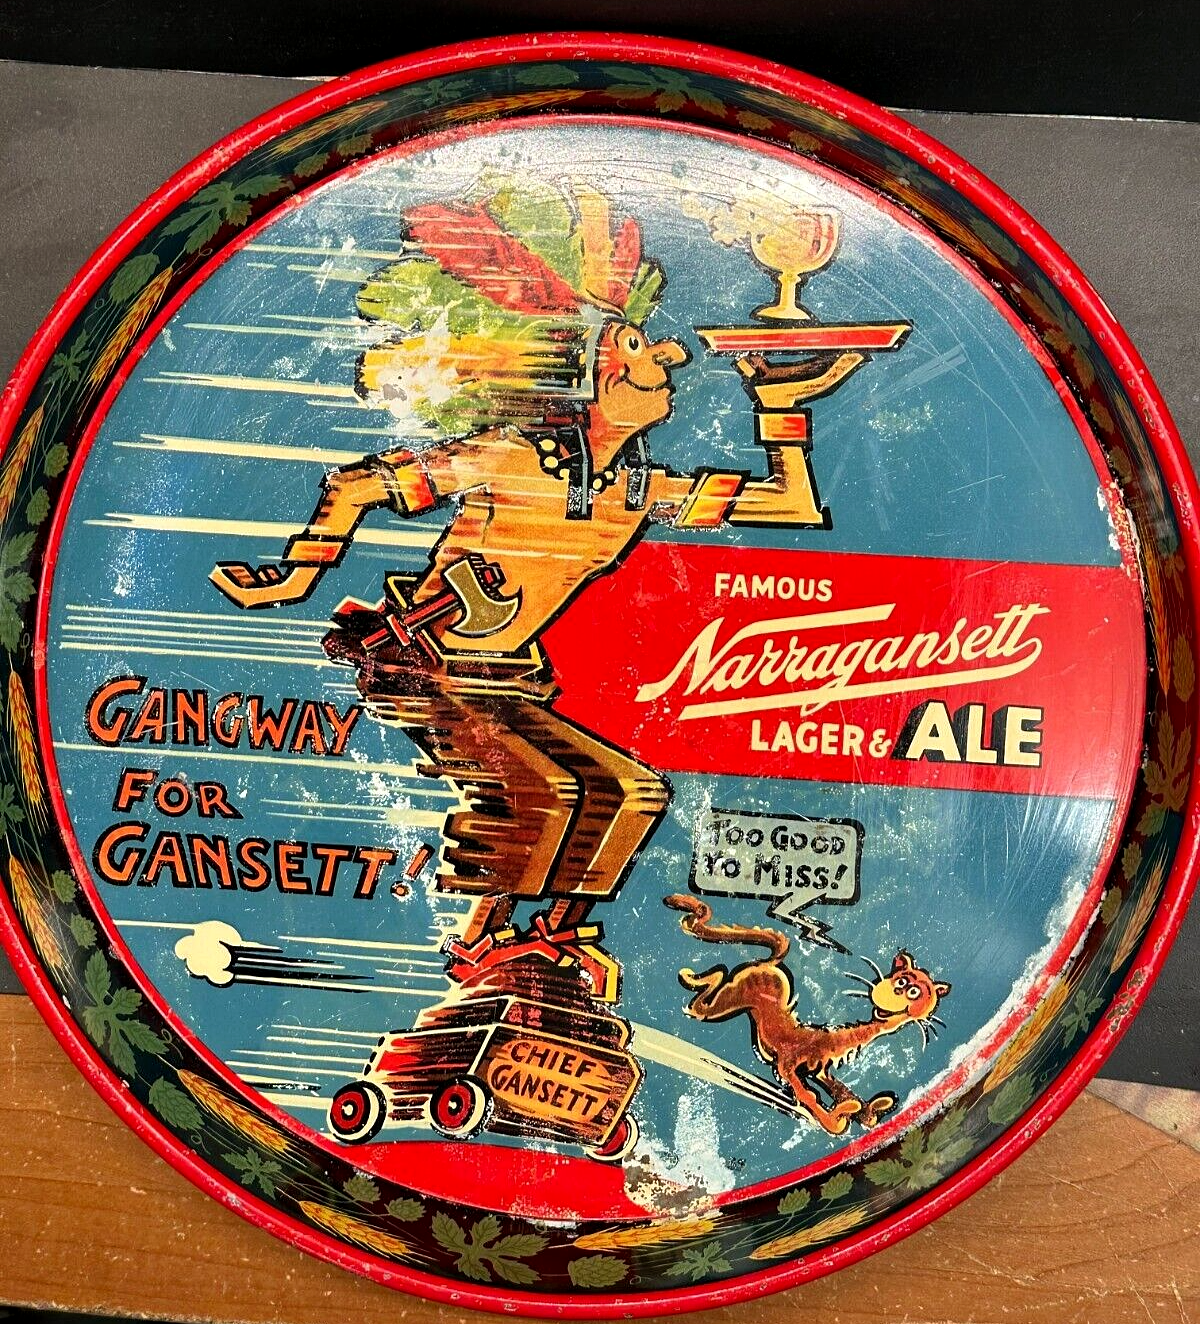 FAMOUS
Narragansett
LAGER & ALE
GANGWAY
FOR
GANSETT!
TOO GOOD
TO MISS!
CHIEF
GANSETT